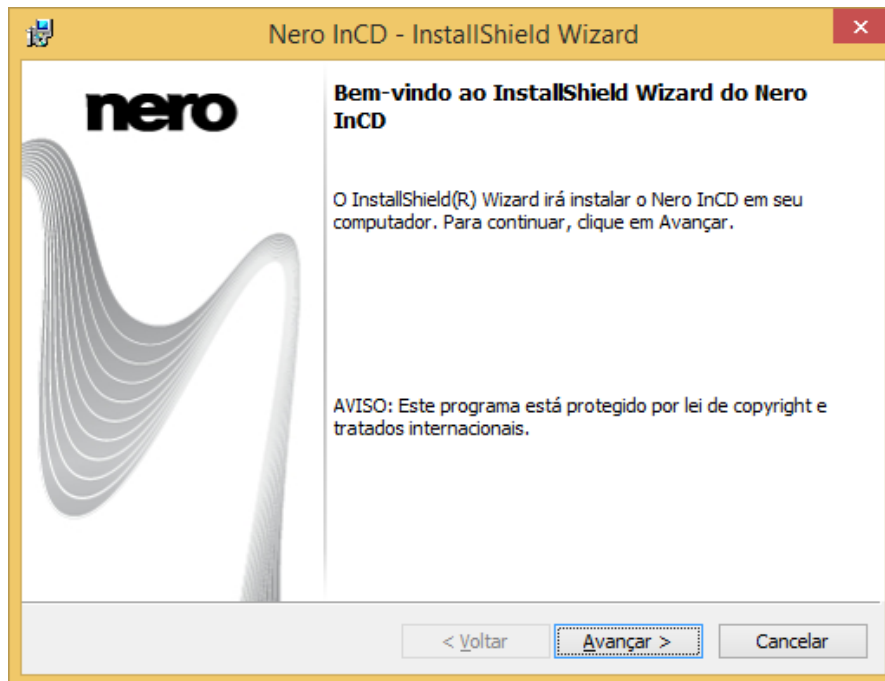 Nero InCD - InstallShield Wizard
nero
Bem-vindo ao InstallShield Wizard do Nero
InCD
O InstallShield(R) Wizard irá instalar o Nero InCD em seu
computador. Para continuar, clique em Avançar.
AVISO: Este programa está protegido por lei de copyright e
tratados internacionais.
< Voltar
Avançar >
Cancelar